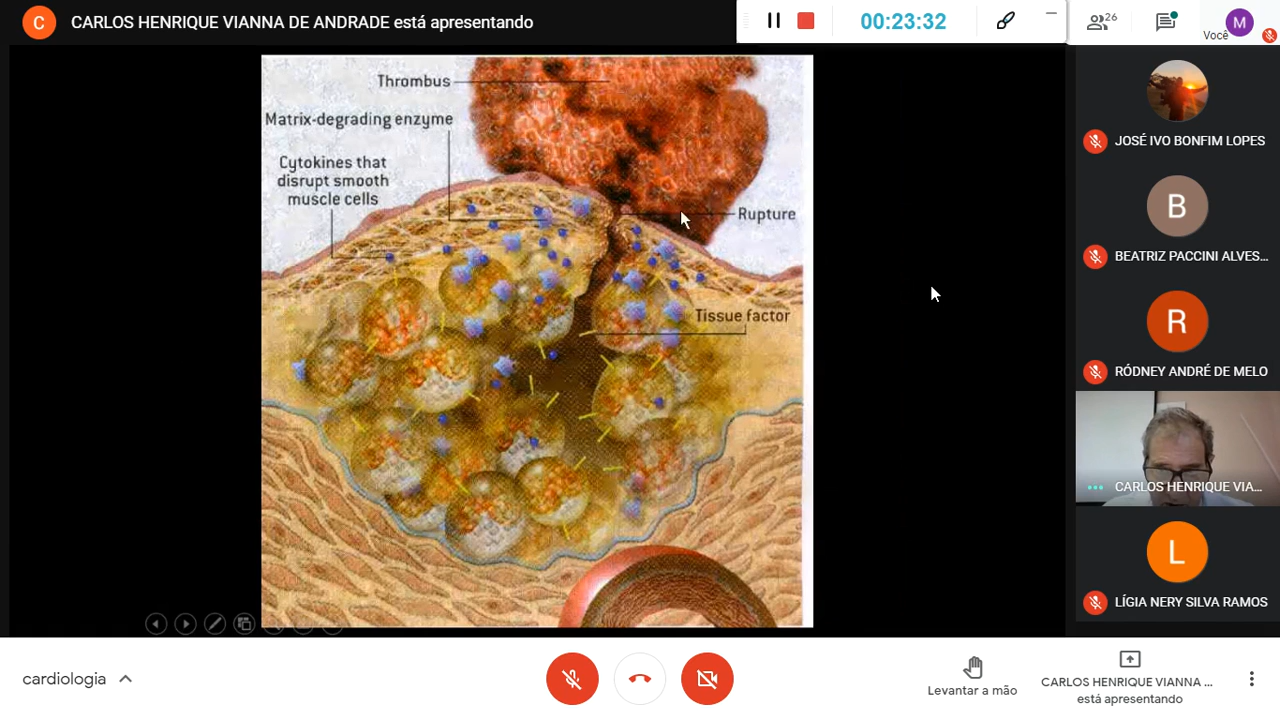 C
CARLOS HENRIQUE VIANNA DE ANDRADE está apresentando
00:23:32
26
Você
M
Thrombus
Matrix-degrading enzyme
Cytokines that
disrupt smooth
muscle cells
Rupture
Tissue factor
JOSÉ IVO BONFIM LOPES
B
BEATRIZ PACCINI ALVES...
R
RÓDNEY ANDRÉ DE MELO
CARLOS HENRIQUE VIA...
L
LÍGIA NERY SILVA RAMOS
cardiologia
Levantar a mão
CARLOS HENRIQUE VIANNA ...
está apresentando